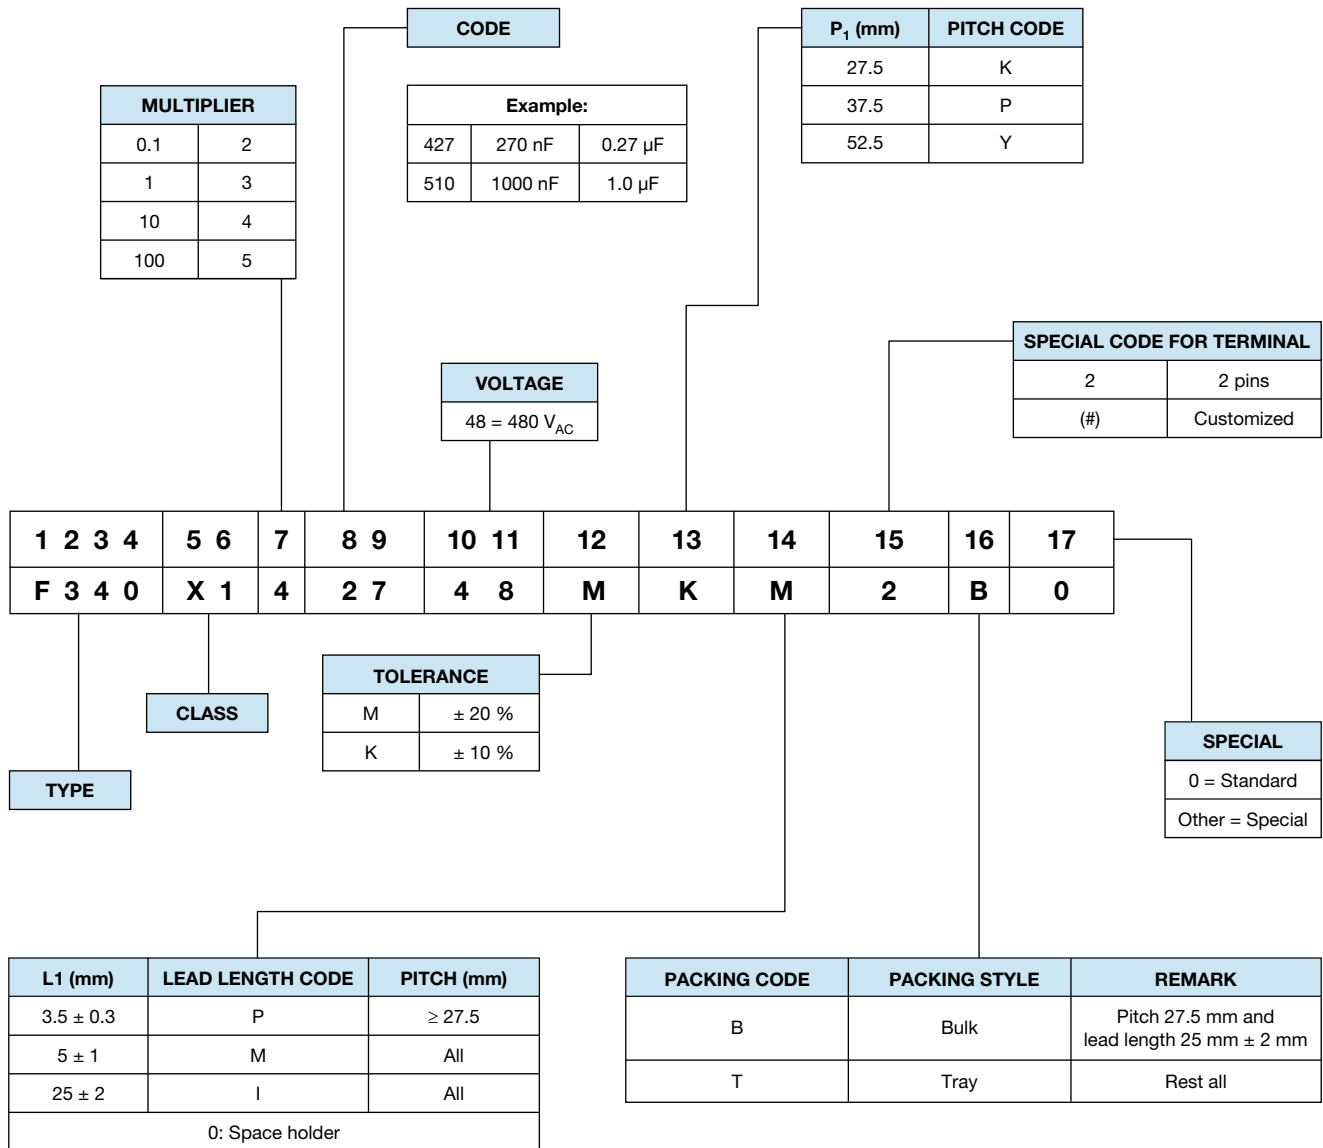 CODE
P1 (mm) PITCH CODE
27.5 K
37.5 P
52.5 Y
MULTIPLIER
0.1 2
1 3
10 4
100 5
Example:
427 270 nF 0.27 µF
510 1000 nF 1.0 µF
SPECIAL CODE FOR TERMINAL
2 2 pins
(#) Customized
VOLTAGE
48 = 480 VAC
1 2 3 4 5 6 7 8 9 10 11 12 13 14 15 16 17
F 3 4 0 X 1 4 2 7 4 8 M K M 2 B 0
TOLERANCE
M ± 20 %
K ± 10 %
CLASS
TYPE
SPECIAL
0 = Standard
Other = Special
L1 (mm) LEAD LENGTH CODE PITCH (mm)
3.5 ± 0.3 P ≥ 27.5
5 ± 1 M All
25 ± 2 I All
0: Space holder
PACKING CODE PACKING STYLE REMARK
B Bulk Pitch 27.5 mm and
lead length 25 mm ± 2 mm
T Tray Rest all